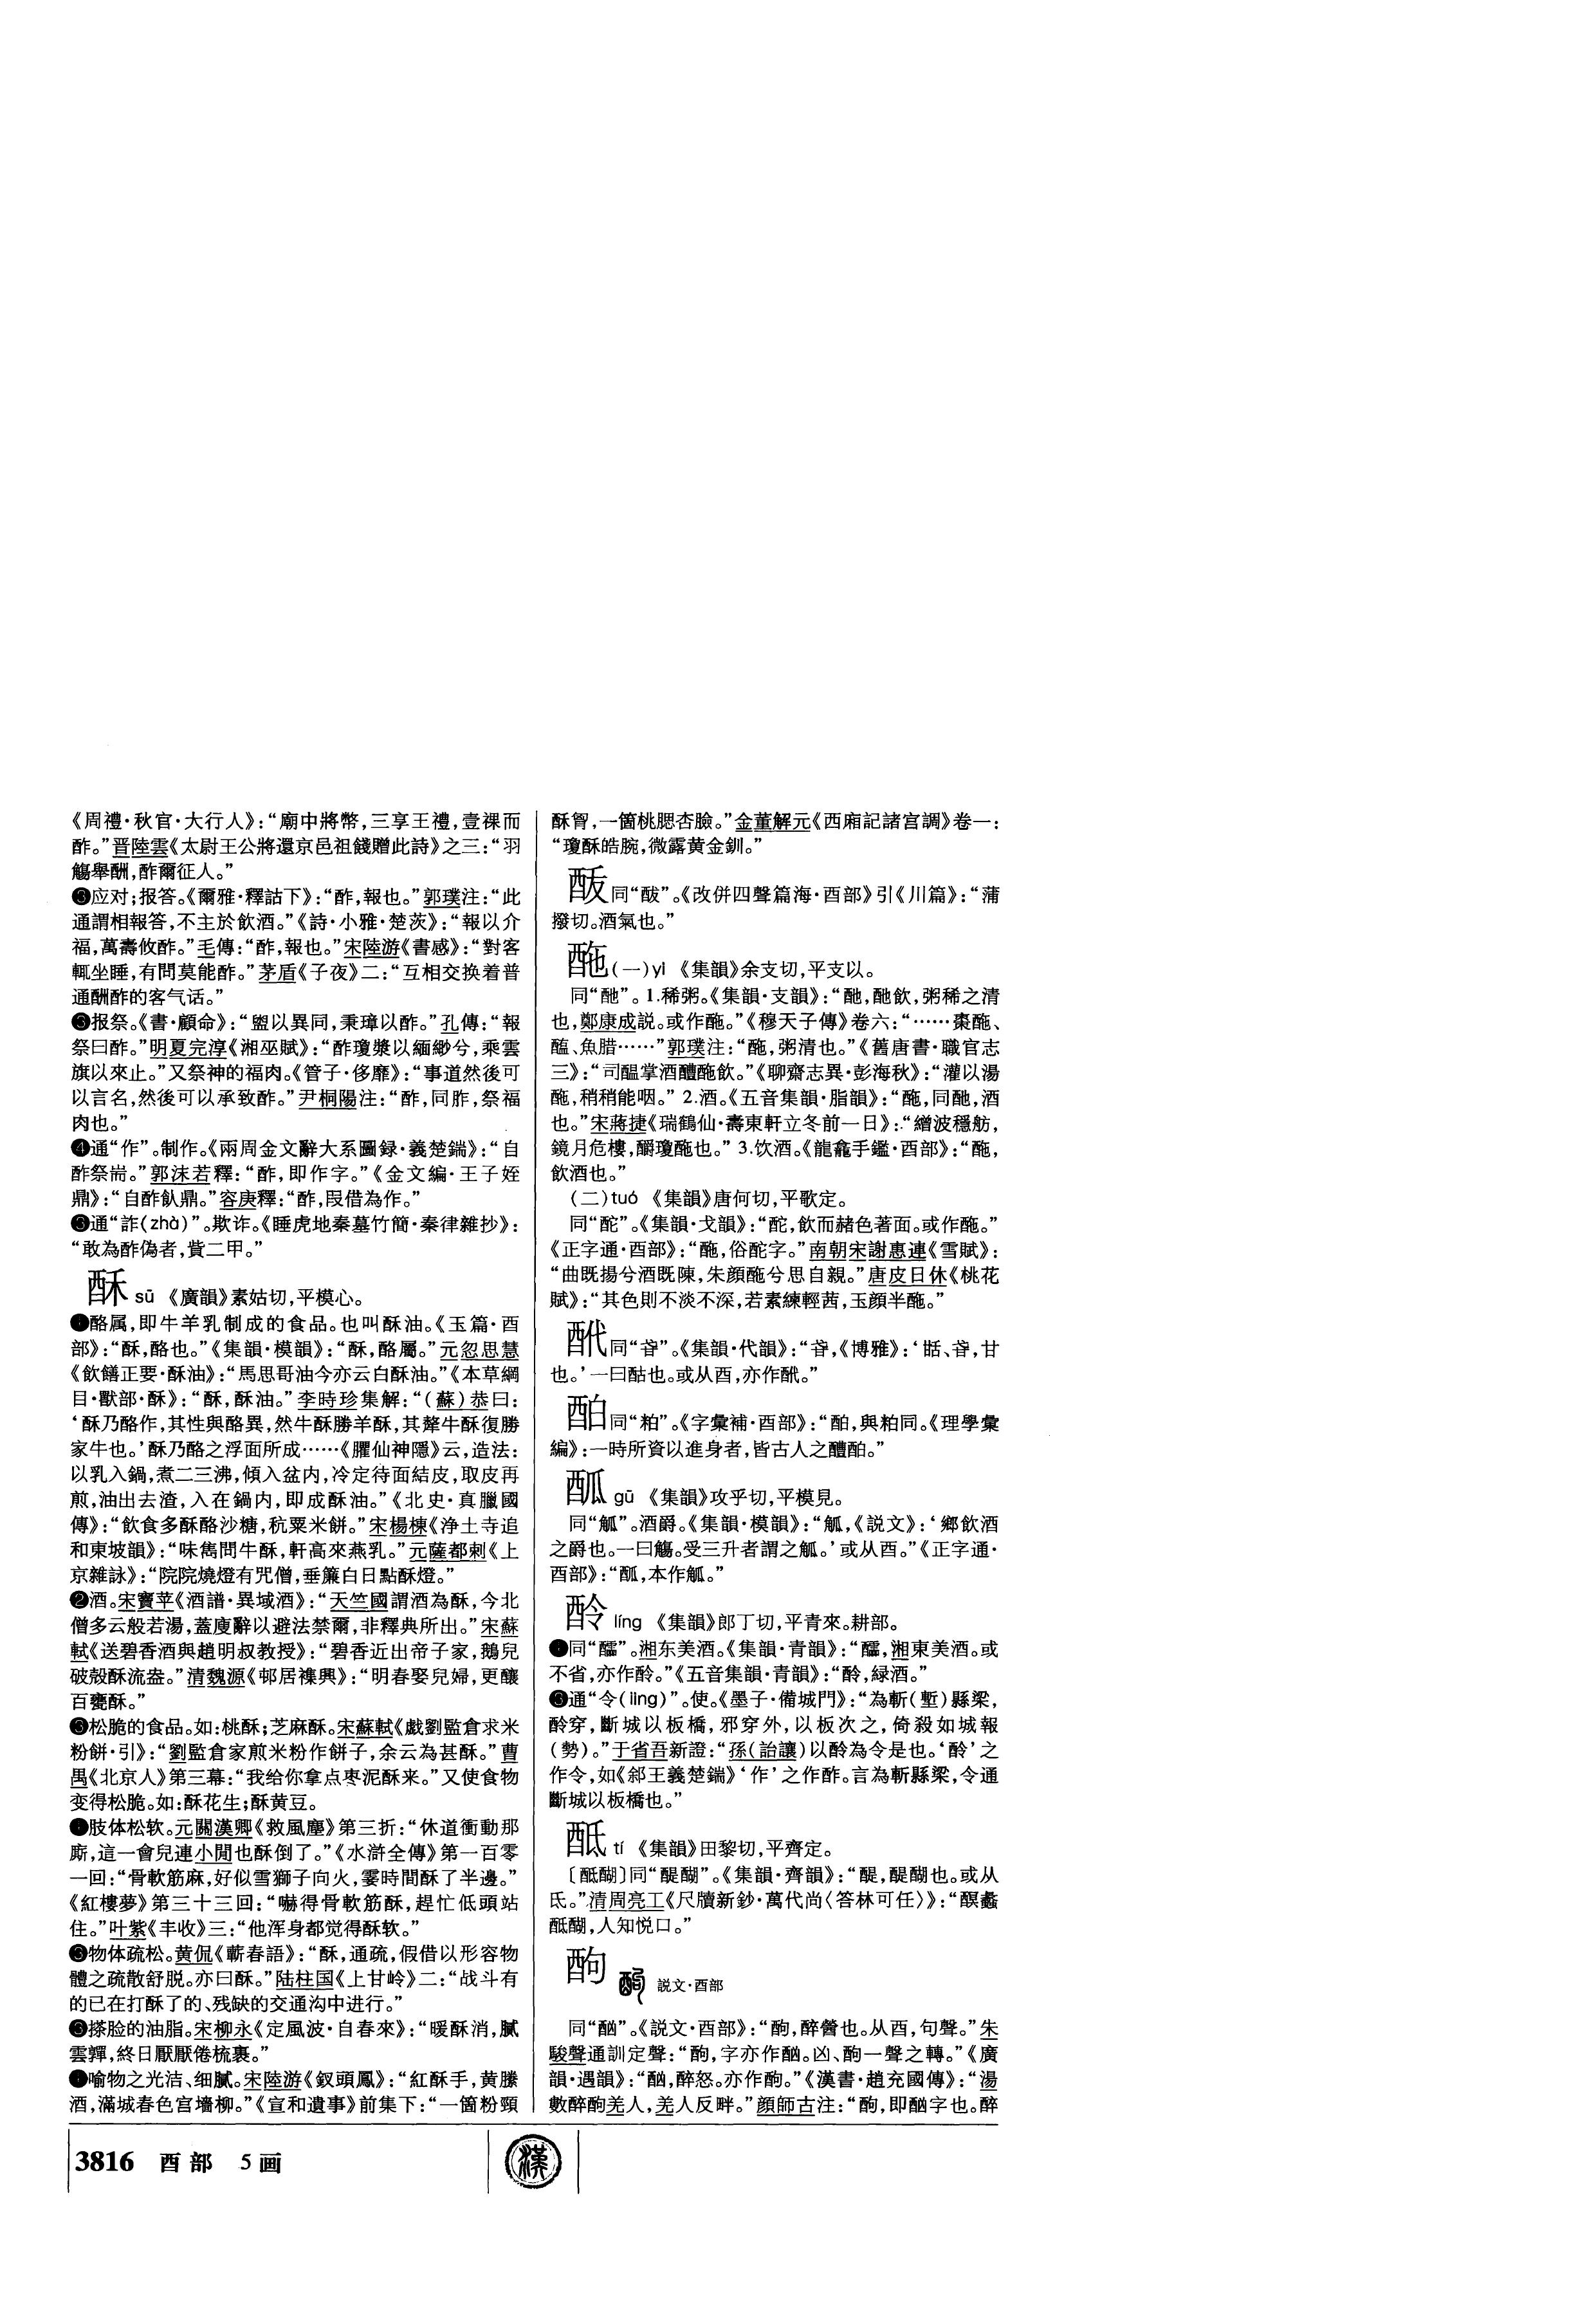 《周禮·秋官·大行人》：“廟中將幣，三享王禮，壹祼而
酢。”晋陸雲《太尉王公將還京邑祖餞贈此詩》之三：“羽
觴舉酬，酢爾征人。”
❷应对；报答。《爾雅·釋詁下》：“酢，報也。”郭璞注：“此
通謂相報答，不主於飲酒。”《詩·小雅·楚茨》：“報以介
福，萬壽攸酢。”毛傳：“酢，報也。”宋陸游《書感》：“對客
輒坐睡，有問莫能酢。”茅盾《子夜》二：“互相交换着普
通酬酢的客气话。”
❸报祭。《書·顧命》：“盥以異同，秉璋以酢。”孔傳：“報
祭曰酢。”明夏完淳《湘巫賦》：“酢瓊漿以緬緲兮，乘雲
旗以來止。”又祭神的福肉。《管子·侈靡》：“事道然後可
以言名，然後可以承致酢。”尹桐陽注：“酢，同胙，祭福
肉也。”
❹通“作”。制作。《兩周金文辭大系圖録·義楚鍴》：“自
酢祭耑。”郭沫若釋：“酢，即作字。”《金文編·王子姪
鼎》：“自酢飤鼎。”容庚釋：“酢，叚借為作。”
❺通“詐（zhà）”。欺诈。《睡虎地秦墓竹簡·秦律雜抄》：
“敢為酢偽者，貲二甲。”
酥 sū 《廣韻》素姑切，平模心。
❶酪属，即牛羊乳制成的食品。也叫酥油。《玉篇·酉
部》：“酥，酪也。”《集韻·模韻》：“酥，酪屬。”元忽思慧
《飲饍正要·酥油》：“馬思哥油今亦云白酥油。”《本草綱
目·獸部·酥》：“酥，酥油。”李時珍集解：“（蘇）恭曰：
‘酥乃酪作，其性與酪異，然牛酥勝羊酥，其犛牛酥復勝
家牛也。’酥乃酪之浮面所成……《臞仙神隱》云，造法：
以乳入鍋，煮二三沸，傾入盆内，冷定待面結皮，取皮再
煎，油出去渣，入在鍋内，即成酥油。”《北史·真臘國
傳》：“飲食多酥酪沙糖，秔粟米餅。”宋楊棟《浄土寺追
和東坡韻》：“味雋問牛酥，軒高來燕乳。”元薩都剌《上
京雜詠》：“院院燒燈有咒僧，垂簾白日點酥燈。”
❷酒。宋竇苹《酒譜·異域酒》：“天竺國謂酒為酥，今北
僧多云般若湯，蓋廋辭以避法禁爾，非釋典所出。”宋蘇
軾《送碧香酒與趙明叔教授》：“碧香近出帝子家，鵝兒
破殼酥流盎。”清魏源《邨居襍興》：“明春娶兒婦，更釀
百甕酥。”
❸松脆的食品。如：桃酥；芝麻酥。宋蘇軾《戲劉監倉求米
粉餅·引》：“劉監倉家煎米粉作餅子，余云為甚酥。”曹
禺《北京人》第三幕：“我给你拿点枣泥酥来。”又使食物
变得松脆。如：酥花生；酥黄豆。
❹肢体松软。元關漢卿《救風塵》第三折：“休道衝動那
廝，這一會兒連小閒也酥倒了。”《水滸全傳》第一百零
一回：“骨軟筋麻，好似雪獅子向火，霎時間酥了半邊。”
《紅樓夢》第三十三回：“嚇得骨軟筋酥，趕忙低頭站
住。”叶紫《丰收》三：“他浑身都觉得酥软。”
❺物体疏松。黄侃《蘄春語》：“酥，通疏，假借以形容物
體之疏散舒脱。亦曰酥。”陆柱国《上甘岭》二：“战斗有
的已在打酥了的、残缺的交通沟中进行。”
❻搽脸的油脂。宋柳永《定風波·自春來》：“暖酥消，膩
雲嚲，終日厭厭倦梳裹。”
❼喻物之光洁、细腻。宋陸游《釵頭鳳》：“紅酥手，黄縢
酒，滿城春色宫墻柳。”《宣和遺事》前集下：“一箇粉頸
酥胷，一箇桃腮杏臉。”金董解元《西廂記諸宫調》卷一：
“瓊酥皓腕，微露黄金釧。”
同“酦”。《改併四聲篇海·酉部》引《川篇》：“蒲
撥切。酒氣也。”
酏（一）yí 《集韻》余支切，平支以。
同“酏”。1.稀粥。《集韻·支韻》：“酏，酏飲，粥稀之清
也，鄭康成説。或作𨠑。”《穆天子傳》卷六：“……棗𨠑、
醢、魚腊……”郭璞注：“𨠑，粥清也。”《舊唐書·職官志
三》：“司醖掌酒醴𨠑飲。”《聊齋志異·彭海秋》：“灌以湯
𨠑，稍稍能咽。” 2.酒。《五音集韻·脂韻》：“𨠑，同酏，酒
也。”宋蔣捷《瑞鶴仙·壽東軒立冬前一日》：“繒波穩舫，
鏡月危樓，釂瓊𨠑也。” 3.饮酒。《龍龕手鑑·酉部》：“𨠑，
飲酒也。”
（二）tuó 《集韻》唐何切，平歌定。
同“酡”。《集韻·戈韻》：“酡，飲而赭色著面。或作𨠑。”
《正字通·酉部》：“𨠑，俗酡字。”南朝宋謝惠連《雪賦》：
“曲既揚兮酒既陳，朱顔𨠑兮思自親。”唐皮日休《桃花
賦》：“其色則不淡不深，若素練輕茜，玉顔半𨠑。”
同“𤯍”。《集韻·代韻》：“《博雅》：‘甛、甘
也。’一曰酤也。或从酉，亦作。”
酟同“粕”。《字彙補·酉部》：“酟，與粕同。《理學彙
編》：一時所資以進身者，皆古人之醴酟。”
gū 《集韻》攻乎切，平模見。
同“觚”。酒爵。《集韻·模韻》：“觚，《説文》：‘鄉飲酒
之爵也。一曰觴。受三升者謂之觚。’或从酉。”《正字通·
酉部》：“，本作觚。”
líng 《集韻》郎丁切，平青來。耕部。
❶同“醽”。湘东美酒。《集韻·青韻》：“醽，湘東美酒。或
不省，亦作。”《五音集韻·青韻》：“，緑酒。”
❷通“令（lìng）”。使。《墨子·備城門》：“為斬（塹）縣梁，
穿，斷城以板橋，邪穿外，以板次之，倚殺如城報
（勢）。”于省吾新證：“孫（詒讓）以為令是也。‘’之
作令，如《郐王義楚鍴》‘作’之作酢。言為斬縣梁，令通
斷城以板橋也。”
tí 《集韻》田黎切，平齊定。
〔醍醐〕同“醍醐”。《集韻·齊韻》：“醍，醍醐也。或从
氐。”清周亮工《尺牘新鈔·萬代尚〈答林可任〉》：“
醐，人知悦口。”
酗 説文·酉部
同“酗”。《説文·酉部》：“酌，醉醟也。从酉，句聲。”朱
駿聲通訓定聲：“，字亦作酗。凶、一聲之轉。”《廣
韻·遇韻》：“酗，醉怒。亦作。”《漢書·趙充國傳》：“湯
數醉羌人，羌人反畔。”顔師古注：“，即酗字也。醉
3816 酉部 5画
漢